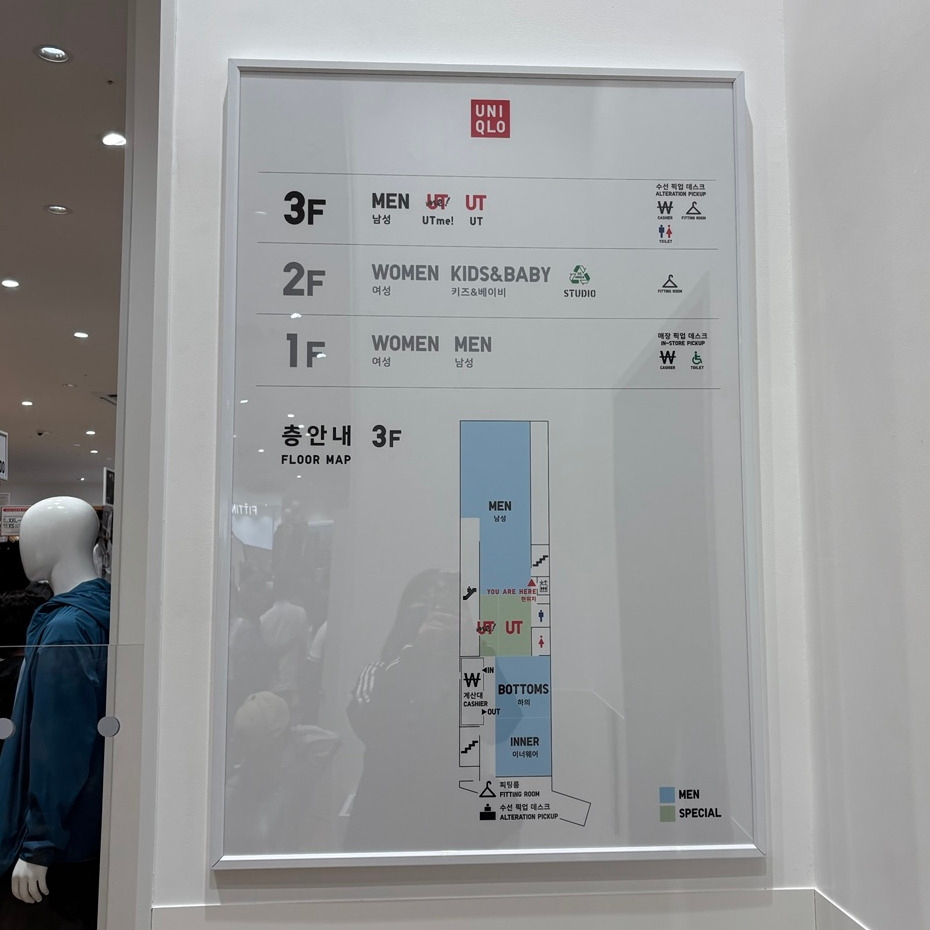 UNI
QLO
3F
MEN
남성
UT me!
UTme!
UT
UT
수선 픽업 데스크
ALTERATION PICKUP
₩
CASHIER
FITTING ROOM
TOILET
2F
WOMEN
여성
KIDS&BABY
키즈&베이비
STUDIO
FITTING ROOM
1F
WOMEN
여성
MEN
남성
매장 픽업 데스크
IN-STORE PICKUP
₩
CASHIER
TOILET
층안내 3F
FLOOR MAP
MEN
남성
YOU ARE HERE
현위치
UT me! UT
IN
₩
계산대
CASHIER
OUT
BOTTOMS
하의
INNER
이너웨어
피팅룸
FITTING ROOM
수선 픽업 데스크
ALTERATION PICKUP
MEN
SPECIAL